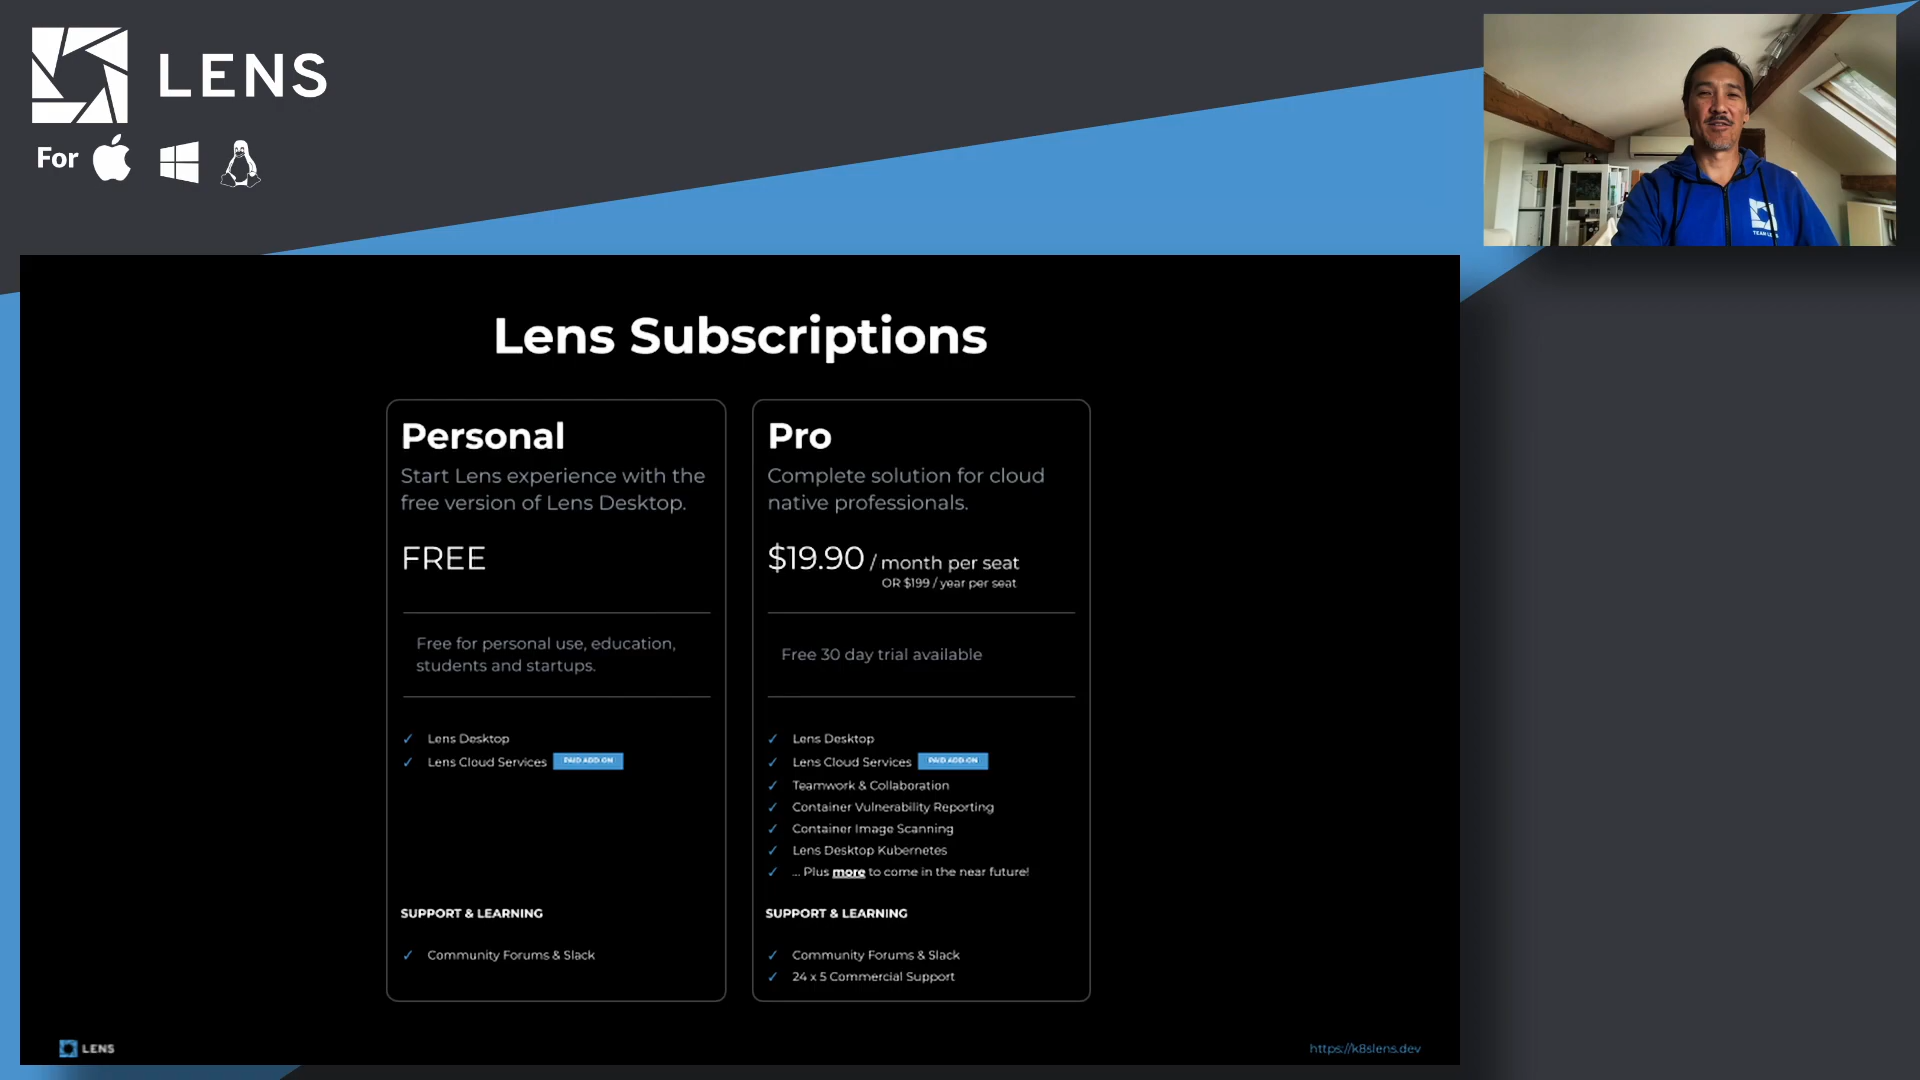 LENS
For
TEAM LENS
Lens Subscriptions
Personal
Start Lens experience with the
free version of Lens Desktop.
FREE
Free for personal use, education,
students and startups.
✓ Lens Desktop
✓ Lens Cloud Services PAID ADD-ON
SUPPORT & LEARNING
✓ Community Forums & Slack
Pro
Complete solution for cloud
native professionals.
$19.90 / month per seat
OR $199 / year per seat
Free 30 day trial available
✓ Lens Desktop
✓ Lens Cloud Services PAID ADD-ON
✓ Teamwork & Collaboration
✓ Container Vulnerability Reporting
✓ Container Image Scanning
✓ Lens Desktop Kubernetes
✓ ... Plus more to come in the near future!
SUPPORT & LEARNING
✓ Community Forums & Slack
✓ 24 x 5 Commercial Support
LENS
https://k8slens.dev